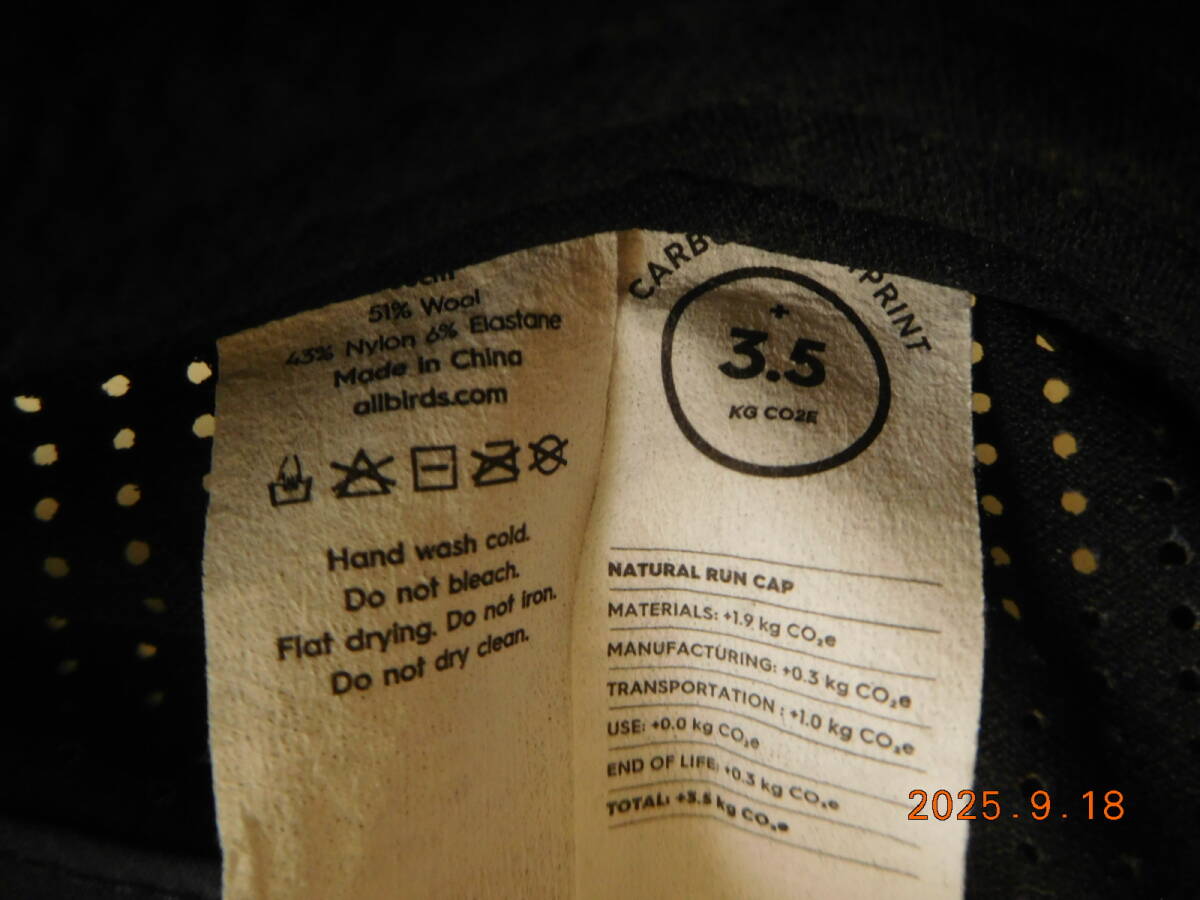 51% Wool
43% Nylon 6% Elastane
Made in China
allbirds.com
Hand wash cold.
Do not bleach.
Flat drying. Do not iron.
Do not dry clean.
CARB
PRINT
+
3.5
KG CO2E
NATURAL RUN CAP
MATERIALS: +1.9 kg CO₂e
MANUFACTURING: +0.3 kg CO₂e
TRANSPORTATION : +1.0 kg CO₂e
USE: +0.0 kg CO₂e
END OF LIFE: +0.3 kg CO₂e
TOTAL: +3.5 kg CO₂e
2025.9.18